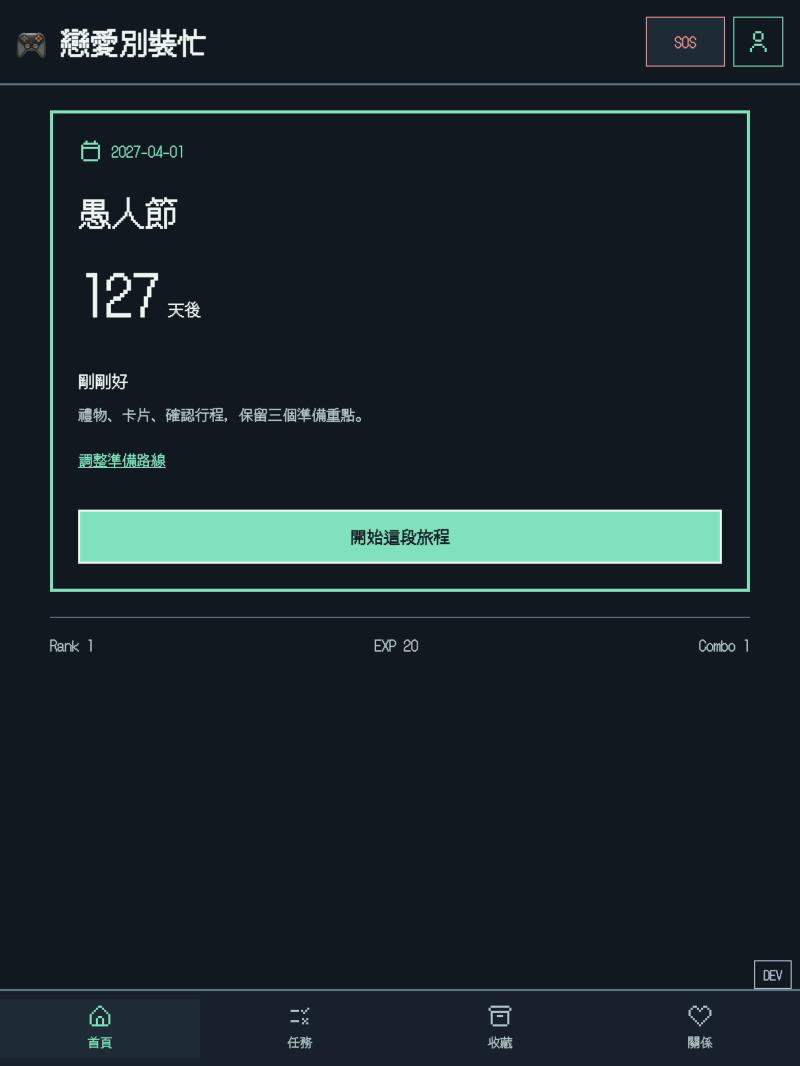 戀愛別裝忙
SOS
2027-04-01
愚人節
127 天後
剛剛好
禮物、卡片、確認行程, 保留三個準備重點。
調整準備路線
開始這段旅程
Rank 1 EXP 20 Combo 1
DEV
首頁 任務 收藏 關係